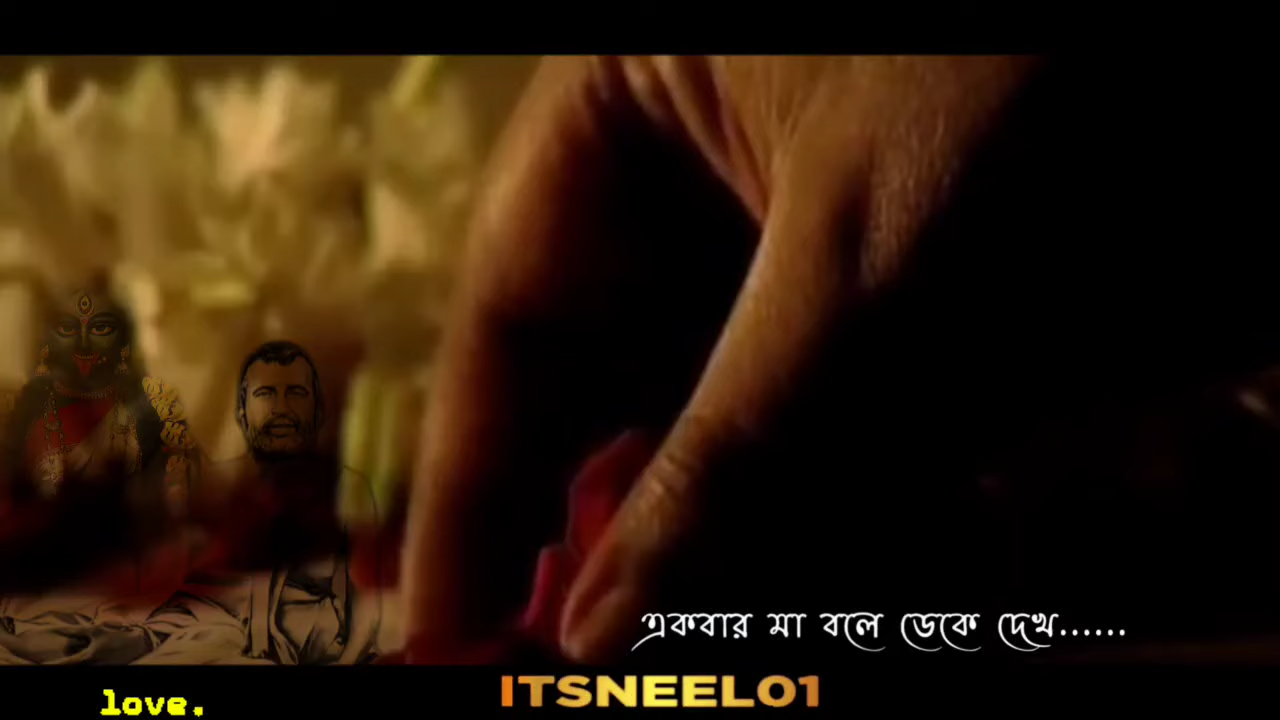 একবার মা বলে ডেকে দেখ......
ITSNEEL01
love.